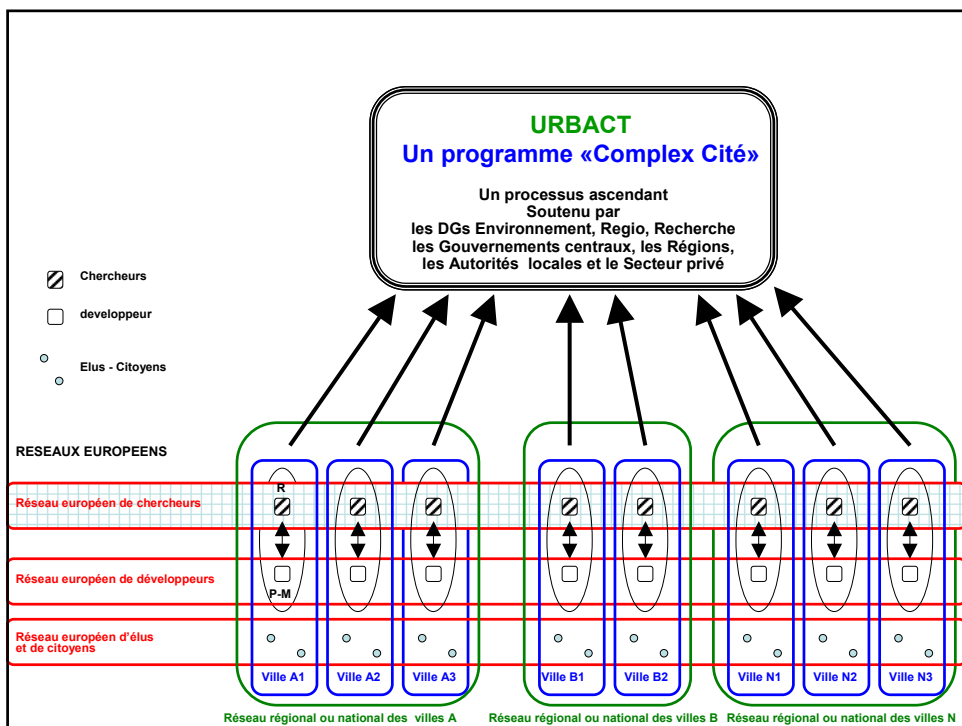 URBACT
Un programme «Complex Cité»
Un processus ascendant
Soutenu par
les DGs Environnement, Regio, Recherche
les Gouvernements centraux, les Régions,
les Autorités locales et le Secteur privé
Chercheurs
developpeur
Elus - Citoyens
RESEAUX EUROPEENS
R
Réseau européen de chercheurs
Réseau européen de développeurs
P-M
Réseau européen d'élus
et de citoyens
Ville A1
Ville A2
Ville A3
Ville B1
Ville B2
Ville N1
Ville N2
Ville N3
Réseau régional ou national des villes A
Réseau régional ou national des villes B
Réseau régional ou national des villes N